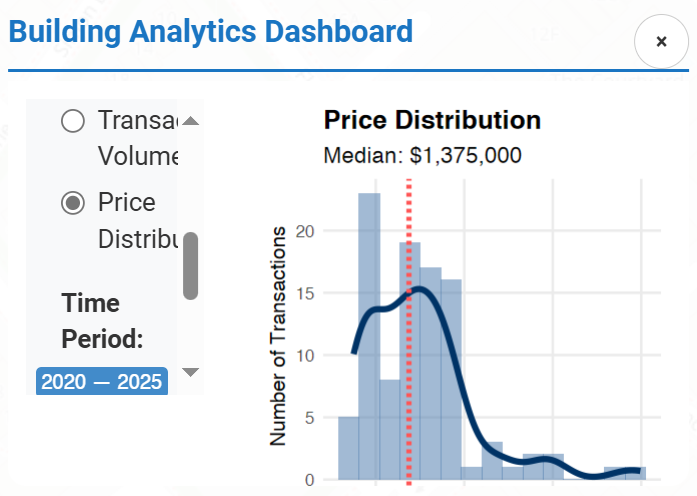 Building Analytics Dashboard
×
Transac
Volume
Price
Distribu
Time
Period:
2020 — 2025
Price Distribution
Median: $1,375,000
Number of Transactions
20
15
10
5
0